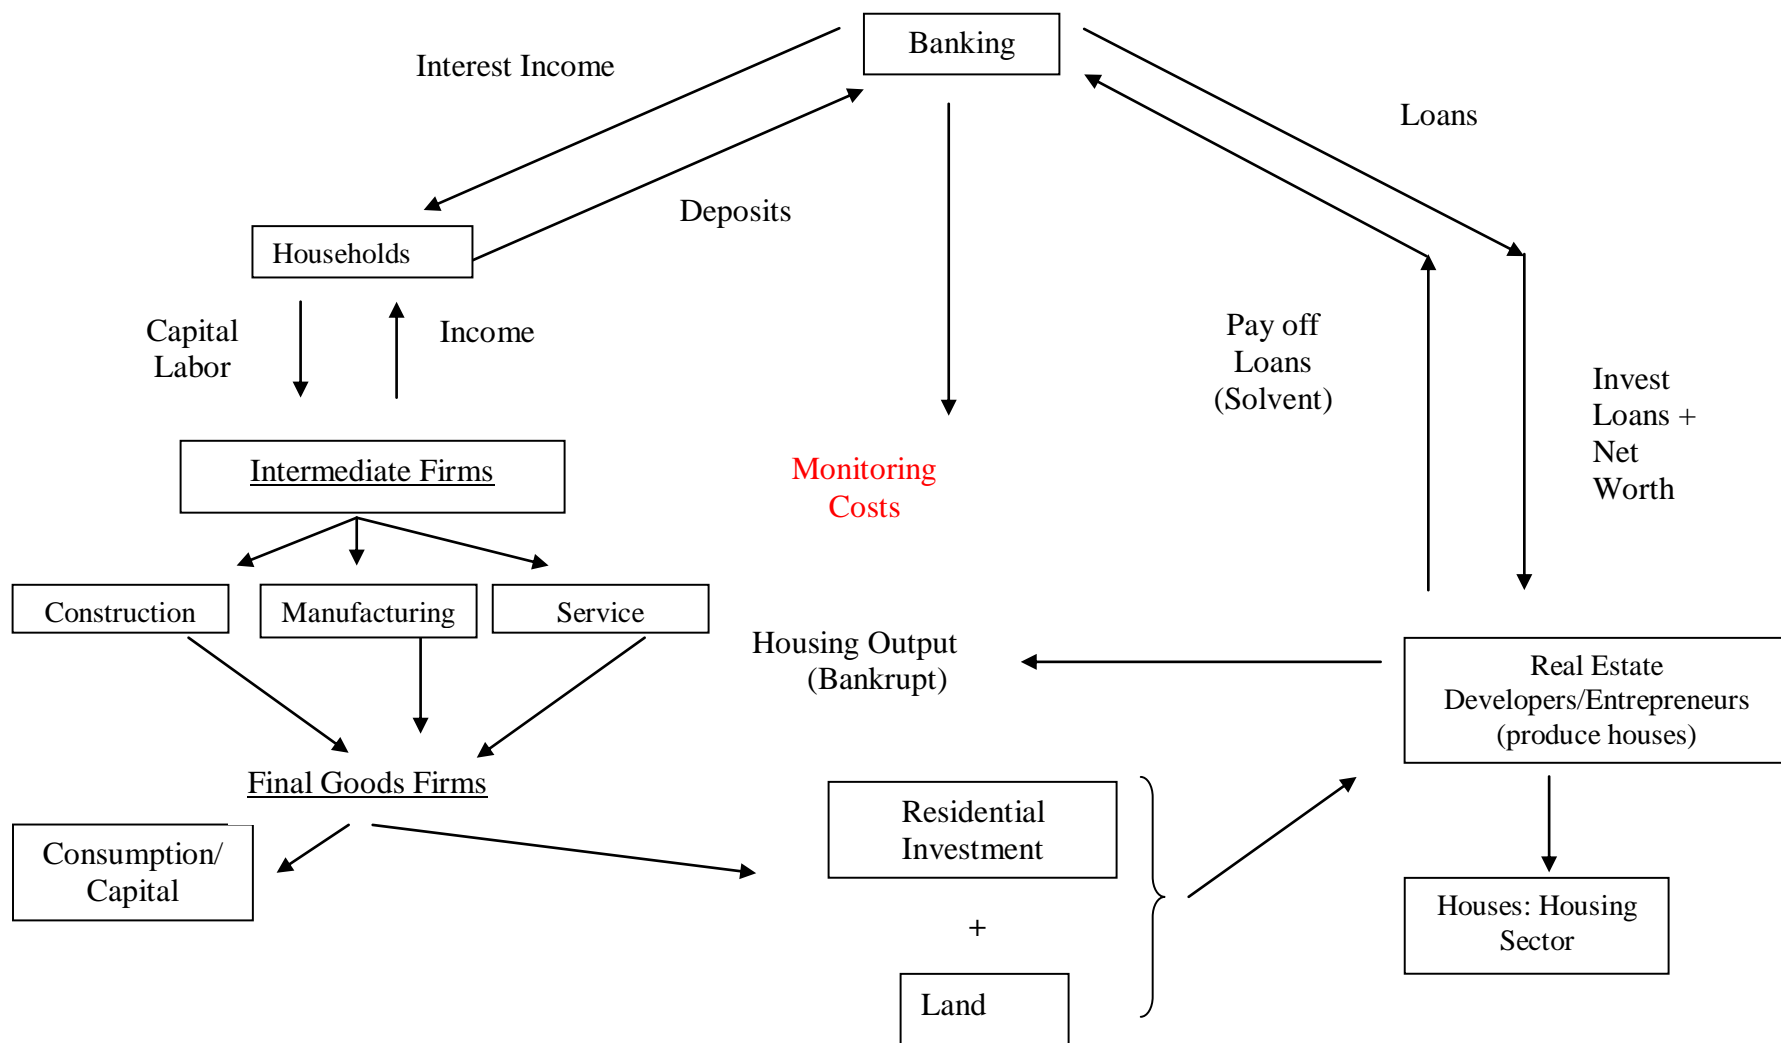 Banking
Interest Income
Loans
Deposits
Households
Capital
Labor
Income
Pay off
Loans
(Solvent)
Invest
Loans +
Net
Worth
Intermediate Firms
Monitoring
Costs
Construction
Manufacturing
Service
Housing Output
(Bankrupt)
Real Estate
Developers/Entrepreneurs
(produce houses)
Final Goods Firms
Residential
Investment
Consumption/
Capital
+
Houses: Housing
Sector
Land